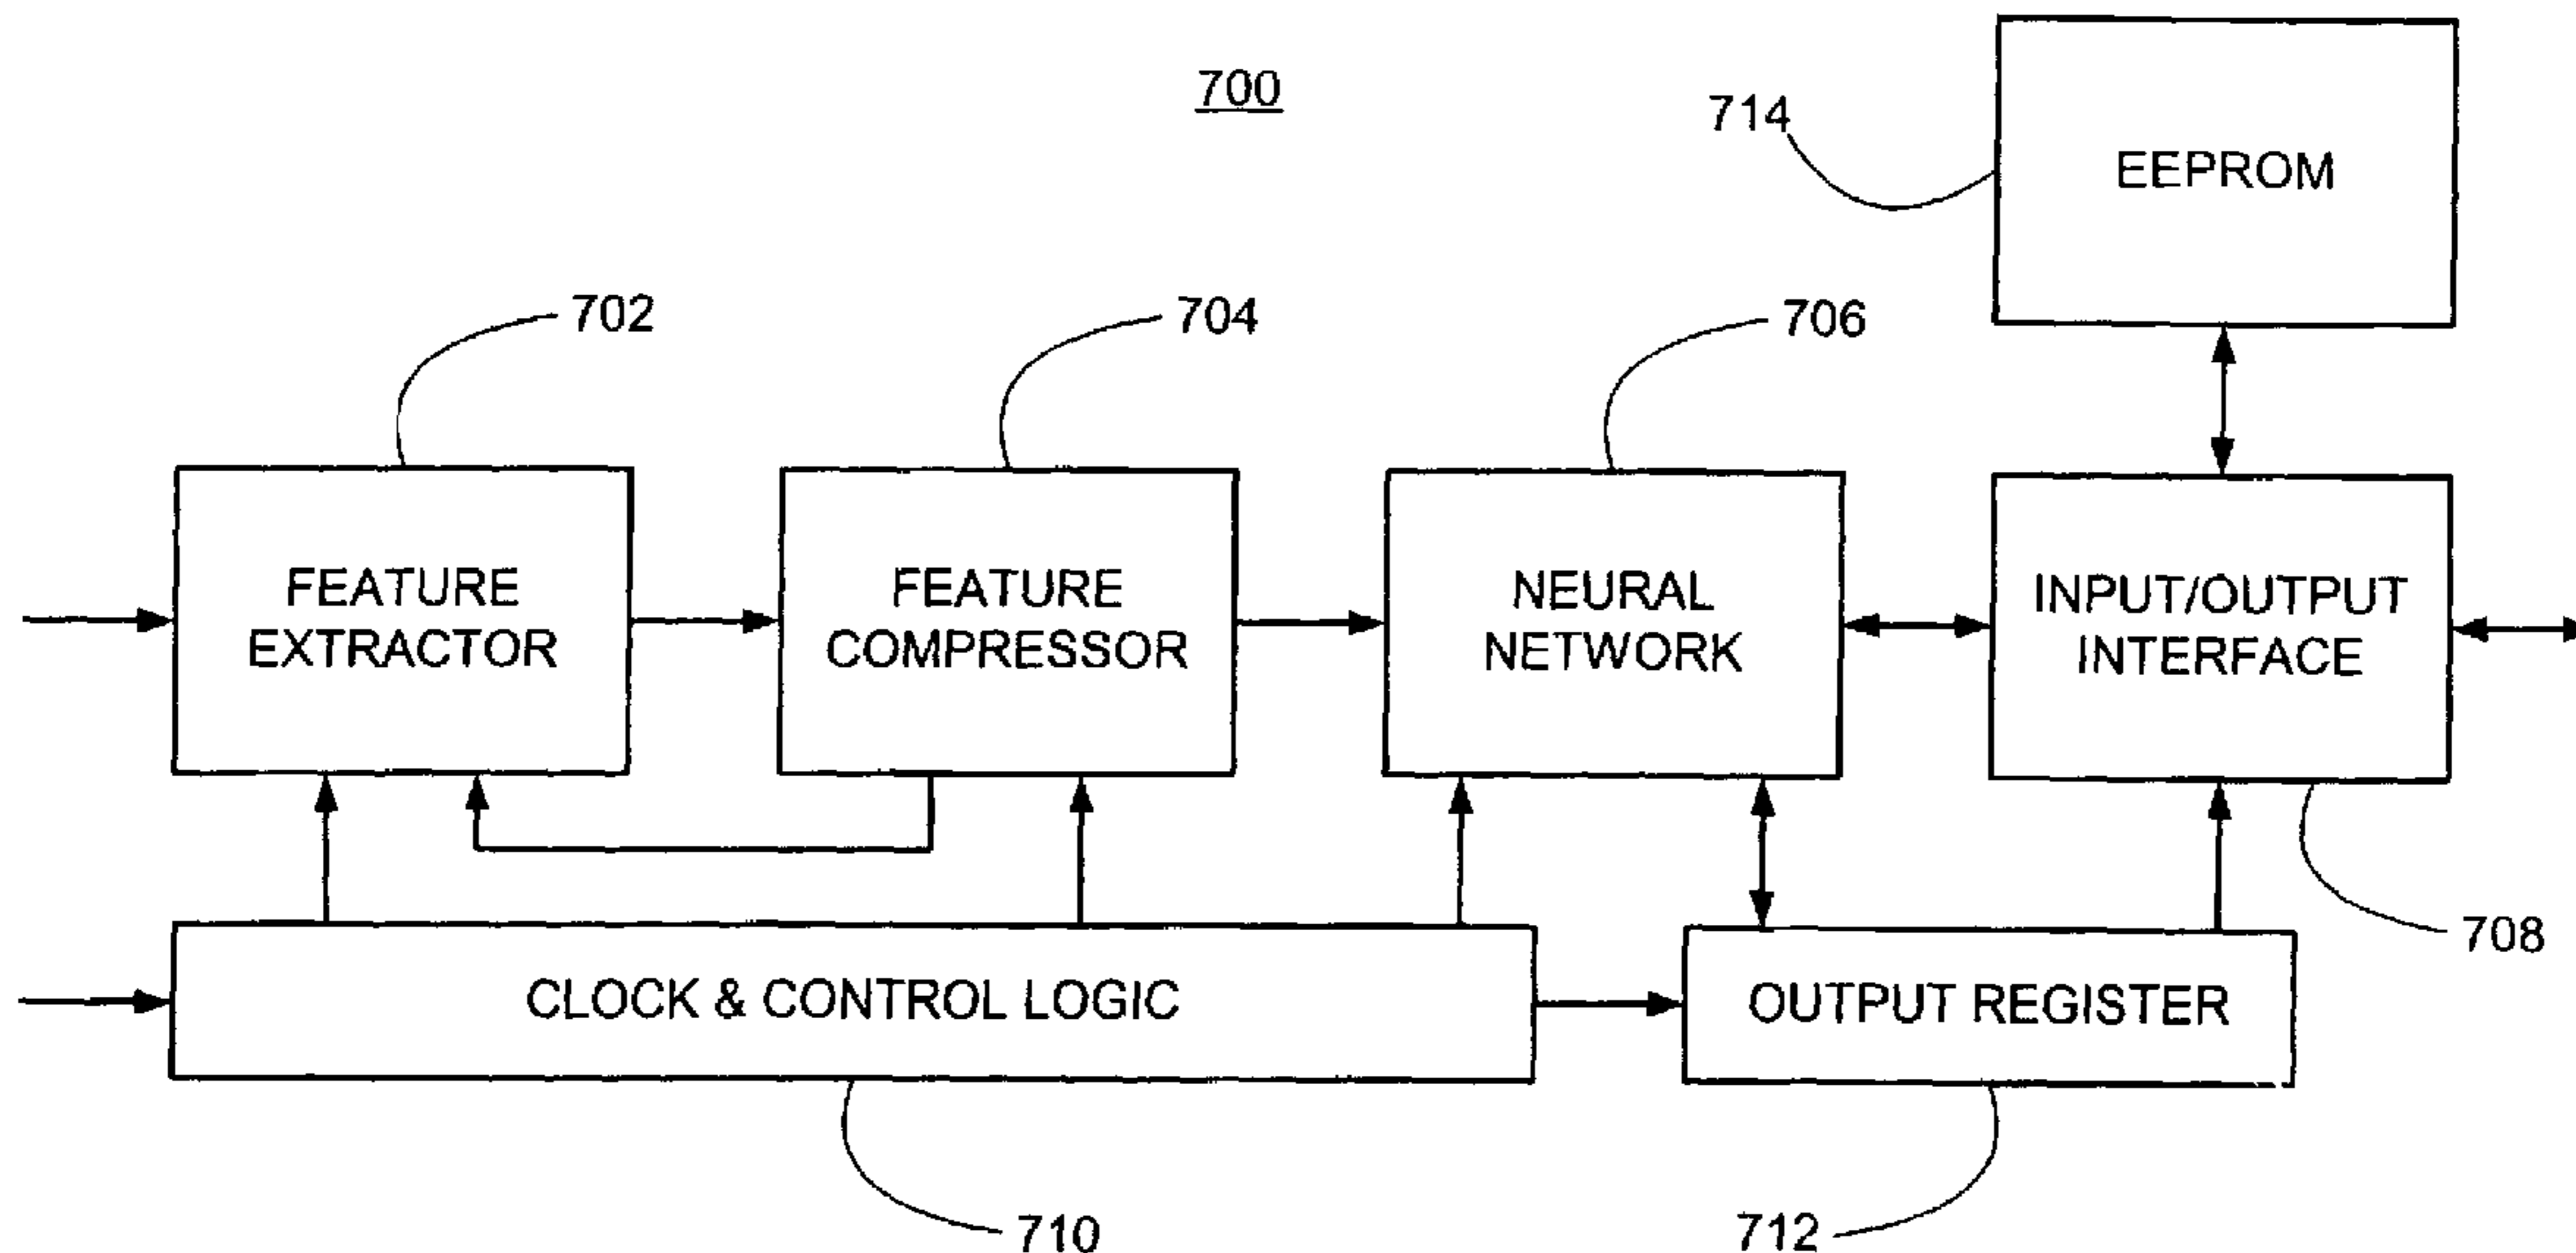 700
714
EEPROM
702
704
706
FEATURE
EXTRACTOR
FEATURE
COMPRESSOR
NEURAL
NETWORK
INPUT/OUTPUT
INTERFACE
708
CLOCK & CONTROL LOGIC
OUTPUT REGISTER
710
712